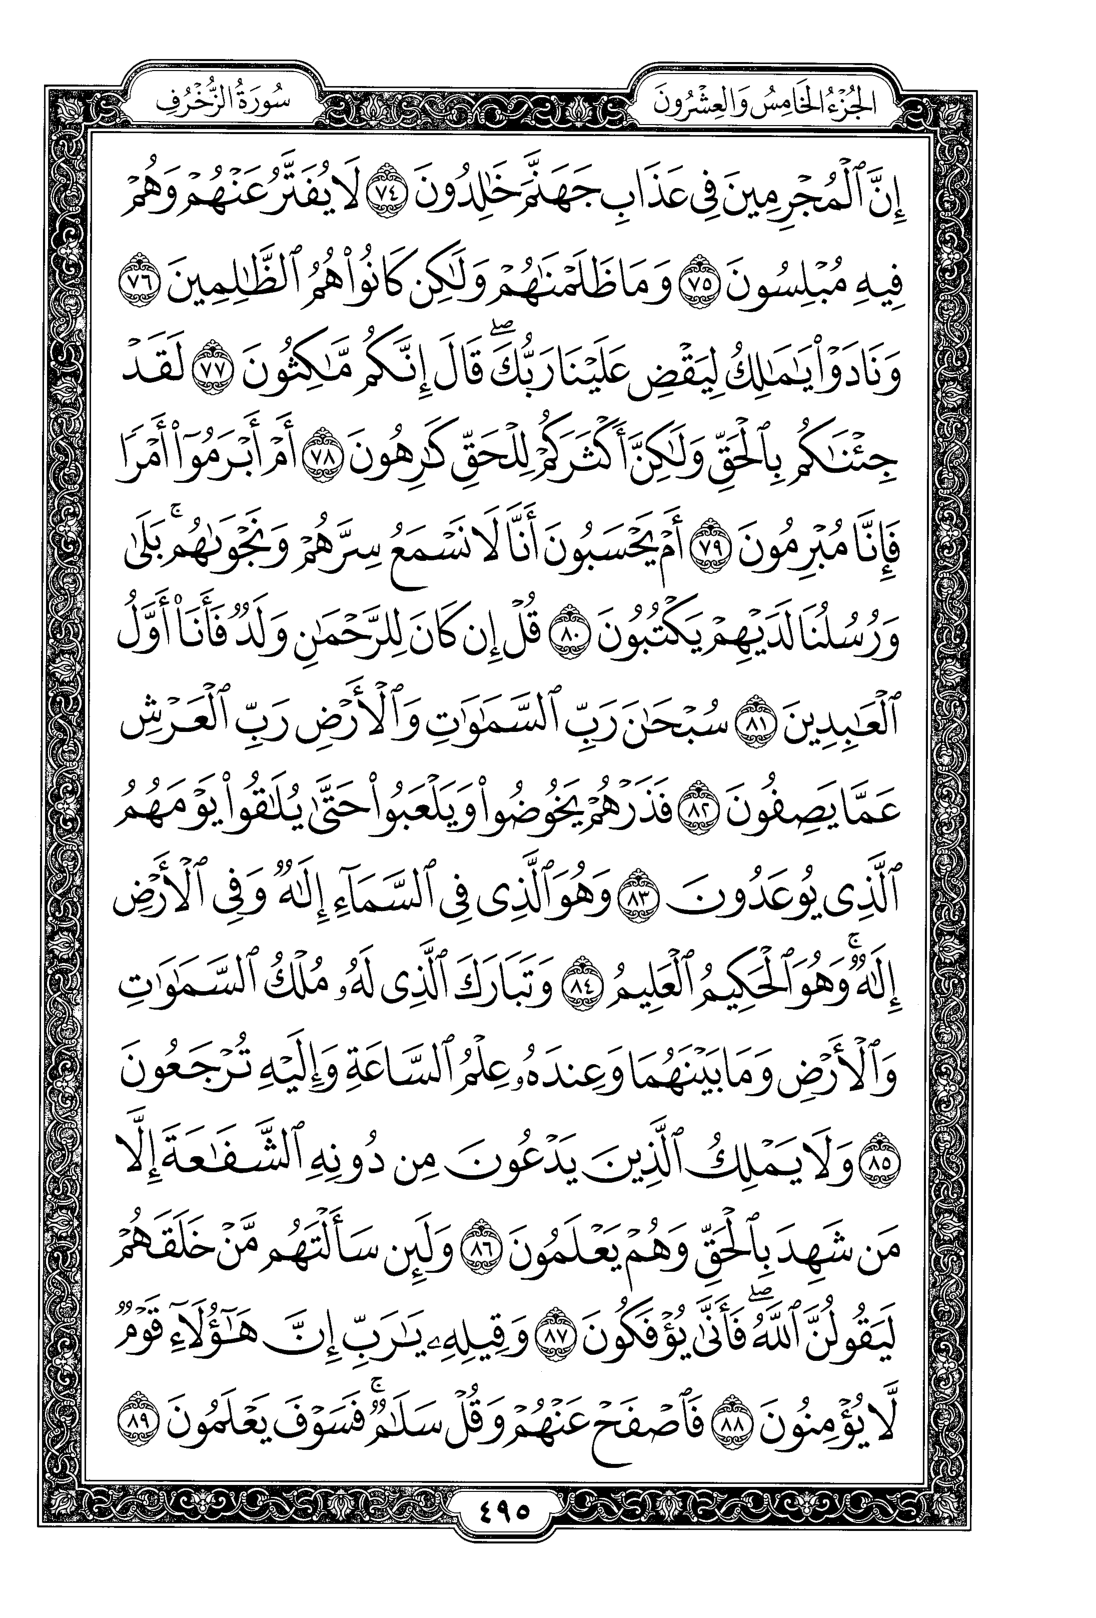 الجُزْءُ الخَامِسُ وَالعِشْرُونَ
سُورَةُ الزُّخْرُفِ
إِنَّ ٱلْمُجْرِمِينَ فِى عَذَابِ جَهَنَّمَ خَٰلِدُونَ ٧٤ لَا يُفَتَّرُ عَنْهُمْ وَهُمْ
فِيهِ مُبْلِسُونَ ٧٥ وَمَا ظَلَمْنَٰهُمْ وَلَٰكِن كَانُوا۟ هُمُ ٱلظَّٰلِمِينَ ٧٦
وَنَادَوْا۟ يَٰمَٰلِكُ لِيَقْضِ عَلَيْنَا رَبُّكَ ۖ قَالَ إِنَّكُم مَّٰكِثُونَ ٧٧ لَقَدْ
جِئْنَٰكُم بِٱلْحَقِّ وَلَٰكِنَّ أَكْثَرَكُمْ لِلْحَقِّ كَٰرِهُونَ ٧٨ أَمْ أَبْرَمُوٓا۟ أَمْرًا
فَإِنَّا مُبْرِمُونَ ٧٩ أَمْ يَحْسَبُونَ أَنَّا لَا نَسْمَعُ سِرَّهُمْ وَنَجْوَىٰهُم ۚ بَلَىٰ
وَرُسُلُنَا لَدَيْهِمْ يَكْتُبُونَ ٨٠ قُلْ إِن كَانَ لِلرَّحْمَٰنِ وَلَدٌ فَأَنَا۠ أَوَّلُ
ٱلْعَٰبِدِينَ ٨١ سُبْحَٰنَ رَبِّ ٱلسَّمَٰوَٰتِ وَٱلْأَرْضِ رَبِّ ٱلْعَرْشِ
عَمَّا يَصِفُونَ ٨٢ فَذَرْهُمْ يَخُوضُوا۟ وَيَلْعَبُوا۟ حَتَّىٰ يُلَٰقُوا۟ يَوْمَهُمُ
ٱلَّذِى يُوعَدُونَ ٨٣ وَهُوَ ٱلَّذِى فِى ٱلسَّمَآءِ إِلَٰهٌ وَفِى ٱلْأَرْضِ
إِلَٰهٌ ۚ وَهُوَ ٱلْحَكِيمُ ٱلْعَلِيمُ ٨٤ وَتَبَارَكَ ٱلَّذِى لَهُۥ مُلْكُ ٱلسَّمَٰوَٰتِ
وَٱلْأَرْضِ وَمَا بَيْنَهُمَا وَعِندَهُۥ عِلْمُ ٱلسَّاعَةِ وَإِلَيْهِ تُرْجَعُونَ
٨٥ وَلَا يَمْلِكُ ٱلَّذِينَ يَدْعُونَ مِن دُونِهِ ٱلشَّفَٰعَةَ إِلَّا
مَن شَهِدَ بِٱلْحَقِّ وَهُمْ يَعْلَمُونَ ٨٦ وَلَئِن سَأَلْتَهُم مَّنْ خَلَقَهُمْ
لَيَقُولُنَّ ٱللَّهُ ۖ فَأَنَّىٰ يُؤْفَكُونَ ٨٧ وَقِيلِهِۦ يَٰرَبِّ إِنَّ هَٰٓؤُلَآءِ قَوْمٌ
لَّا يُؤْمِنُونَ ٨٨ فَٱصْفَحْ عَنْهُمْ وَقُلْ سَلَٰمٌ ۚ فَسَوْفَ يَعْلَمُونَ ٨٩
٤٩٥